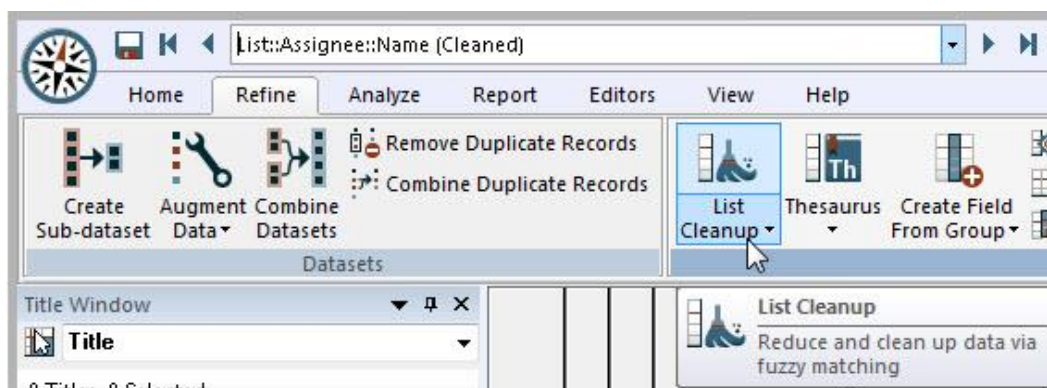 List::Assignee::Name (Cleaned)
Home Refine Analyze Report Editors View Help
Remove Duplicate Records
Combine Duplicate Records
Create Sub-dataset
Augment Data
Combine Datasets
Th
List Cleanup
Thesaurus
Create Field From Group
Datasets
Title Window
List Cleanup
Title
Reduce and clean up data via
fuzzy matching